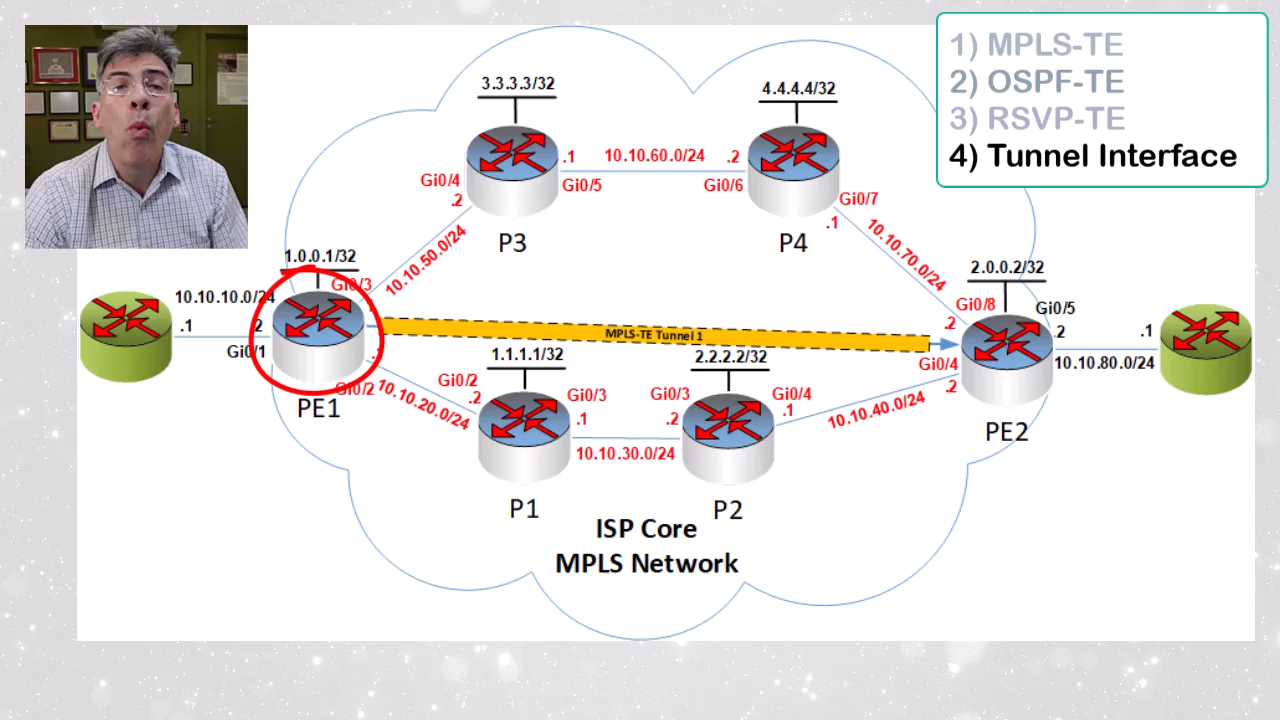 1) MPLS-TE
2) OSPF-TE
3) RSVP-TE
4) Tunnel Interface
3.3.3.3/32
4.4.4.4/32
.1
10.10.60.0/24
.2
Gi0/4
.2
Gi0/5
Gi0/6
Gi0/7
.1
P3
P4
10.10.50.0/24
10.10.70.0/24
1.0.0.1/32
Gi0/3
2.0.0.2/32
10.10.10.0/24
.1
2
Gi0/1
Gi0/8
.2
Gi0/5
.2
.1
10.10.80.0/24
MPLS-TE Tunnel 1
1.1.1.1/32
2.2.2.2/32
Gi0/4
.2
Gi0/2
PE1
10.10.20.0/24
Gi0/2
.2
Gi0/3
.1
Gi0/3
.2
Gi0/4
.1
10.10.40.0/24
PE2
10.10.30.0/24
P1
P2
ISP Core
MPLS Network